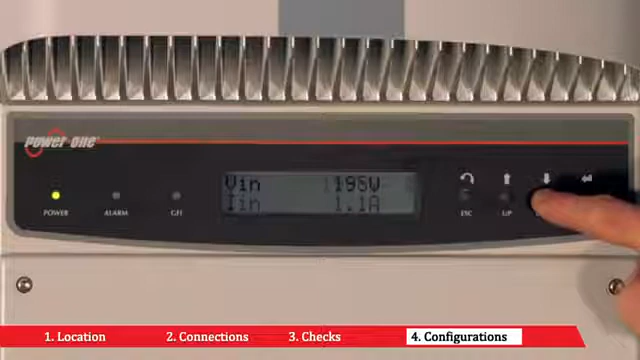 power-one
Vin 195W
Iin 1.1A
POWER
ALARM
GFI
ESC
UP
1. Location
2. Connections
3. Checks
4. Configurations